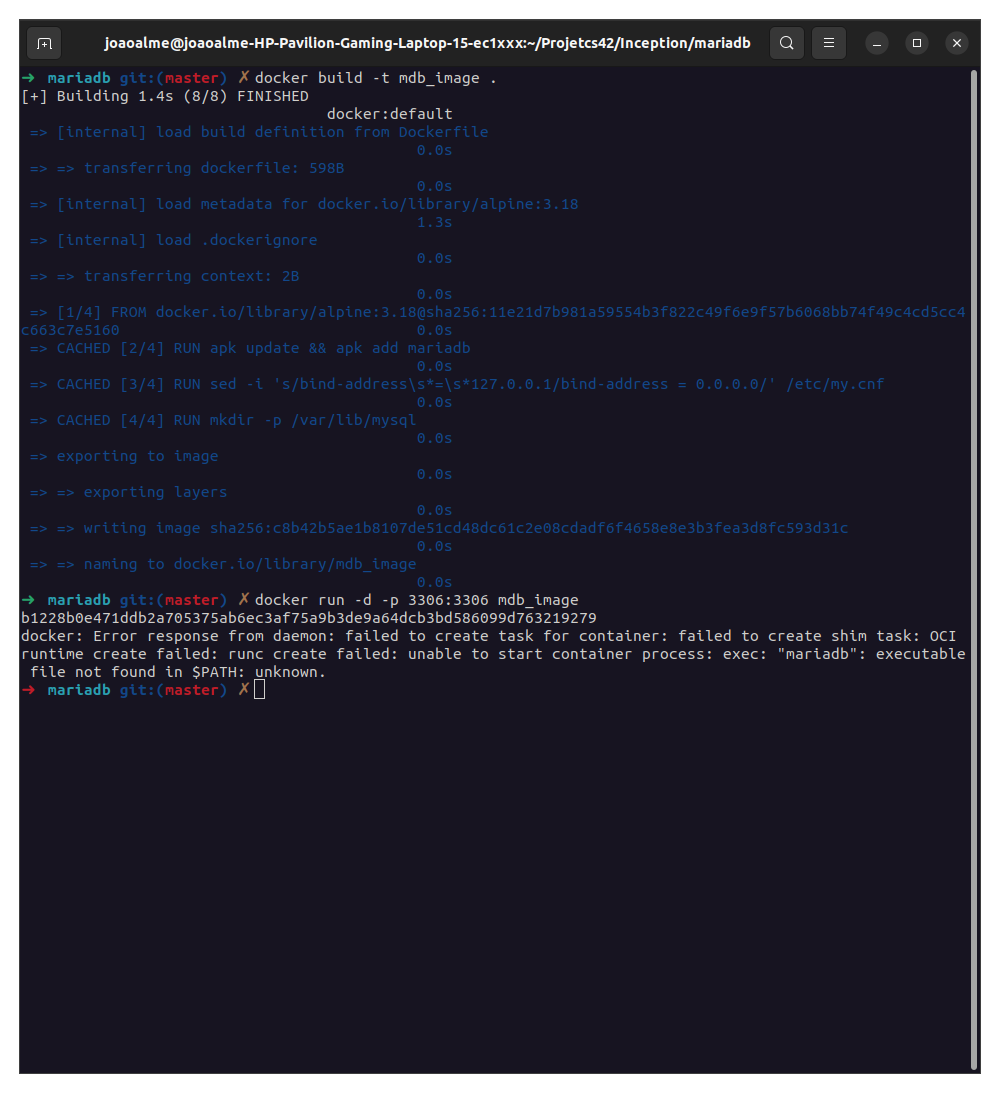 joaoalme@joaoalme-HP-Pavilion-Gaming-Laptop-15-ec1xxx:~/Projetcs42/Inception/mariadb
➜ mariadb git:(master) ✗ docker build -t mdb_image .
[+] Building 1.4s (8/8) FINISHED
docker:default
=> [internal] load build definition from Dockerfile
0.0s
=> => transferring dockerfile: 598B
0.0s
=> [internal] load metadata for docker.io/library/alpine:3.18
1.3s
=> [internal] load .dockerignore
0.0s
=> => transferring context: 2B
0.0s
=> [1/4] FROM docker.io/library/alpine:3.18@sha256:11e21d7b981a59554b3f822c49f6e9f57b6068bb74f49c4cd5cc4
c663c7e5160 0.0s
=> CACHED [2/4] RUN apk update && apk add mariadb
0.0s
=> CACHED [3/4] RUN sed -i 's/bind-address\s*=\s*127.0.0.1/bind-address = 0.0.0.0/' /etc/my.cnf
0.0s
=> CACHED [4/4] RUN mkdir -p /var/lib/mysql
0.0s
=> exporting to image
0.0s
=> => exporting layers
0.0s
=> => writing image sha256:c8b42b5ae1b8107de51cd48dc61c2e08cdadf6f4658e8e3b3fea3d8fc593d31c
0.0s
=> => naming to docker.io/library/mdb_image
0.0s
➜ mariadb git:(master) ✗ docker run -d -p 3306:3306 mdb_image
b1228b0e471ddb2a705375ab6ec3af75a9b3de9a64dcb3bd586099d763219279
docker: Error response from daemon: failed to create task for container: failed to create shim task: OCI
runtime create failed: runc create failed: unable to start container process: exec: "mariadb": executable
file not found in $PATH: unknown.
➜ mariadb git:(master) ✗